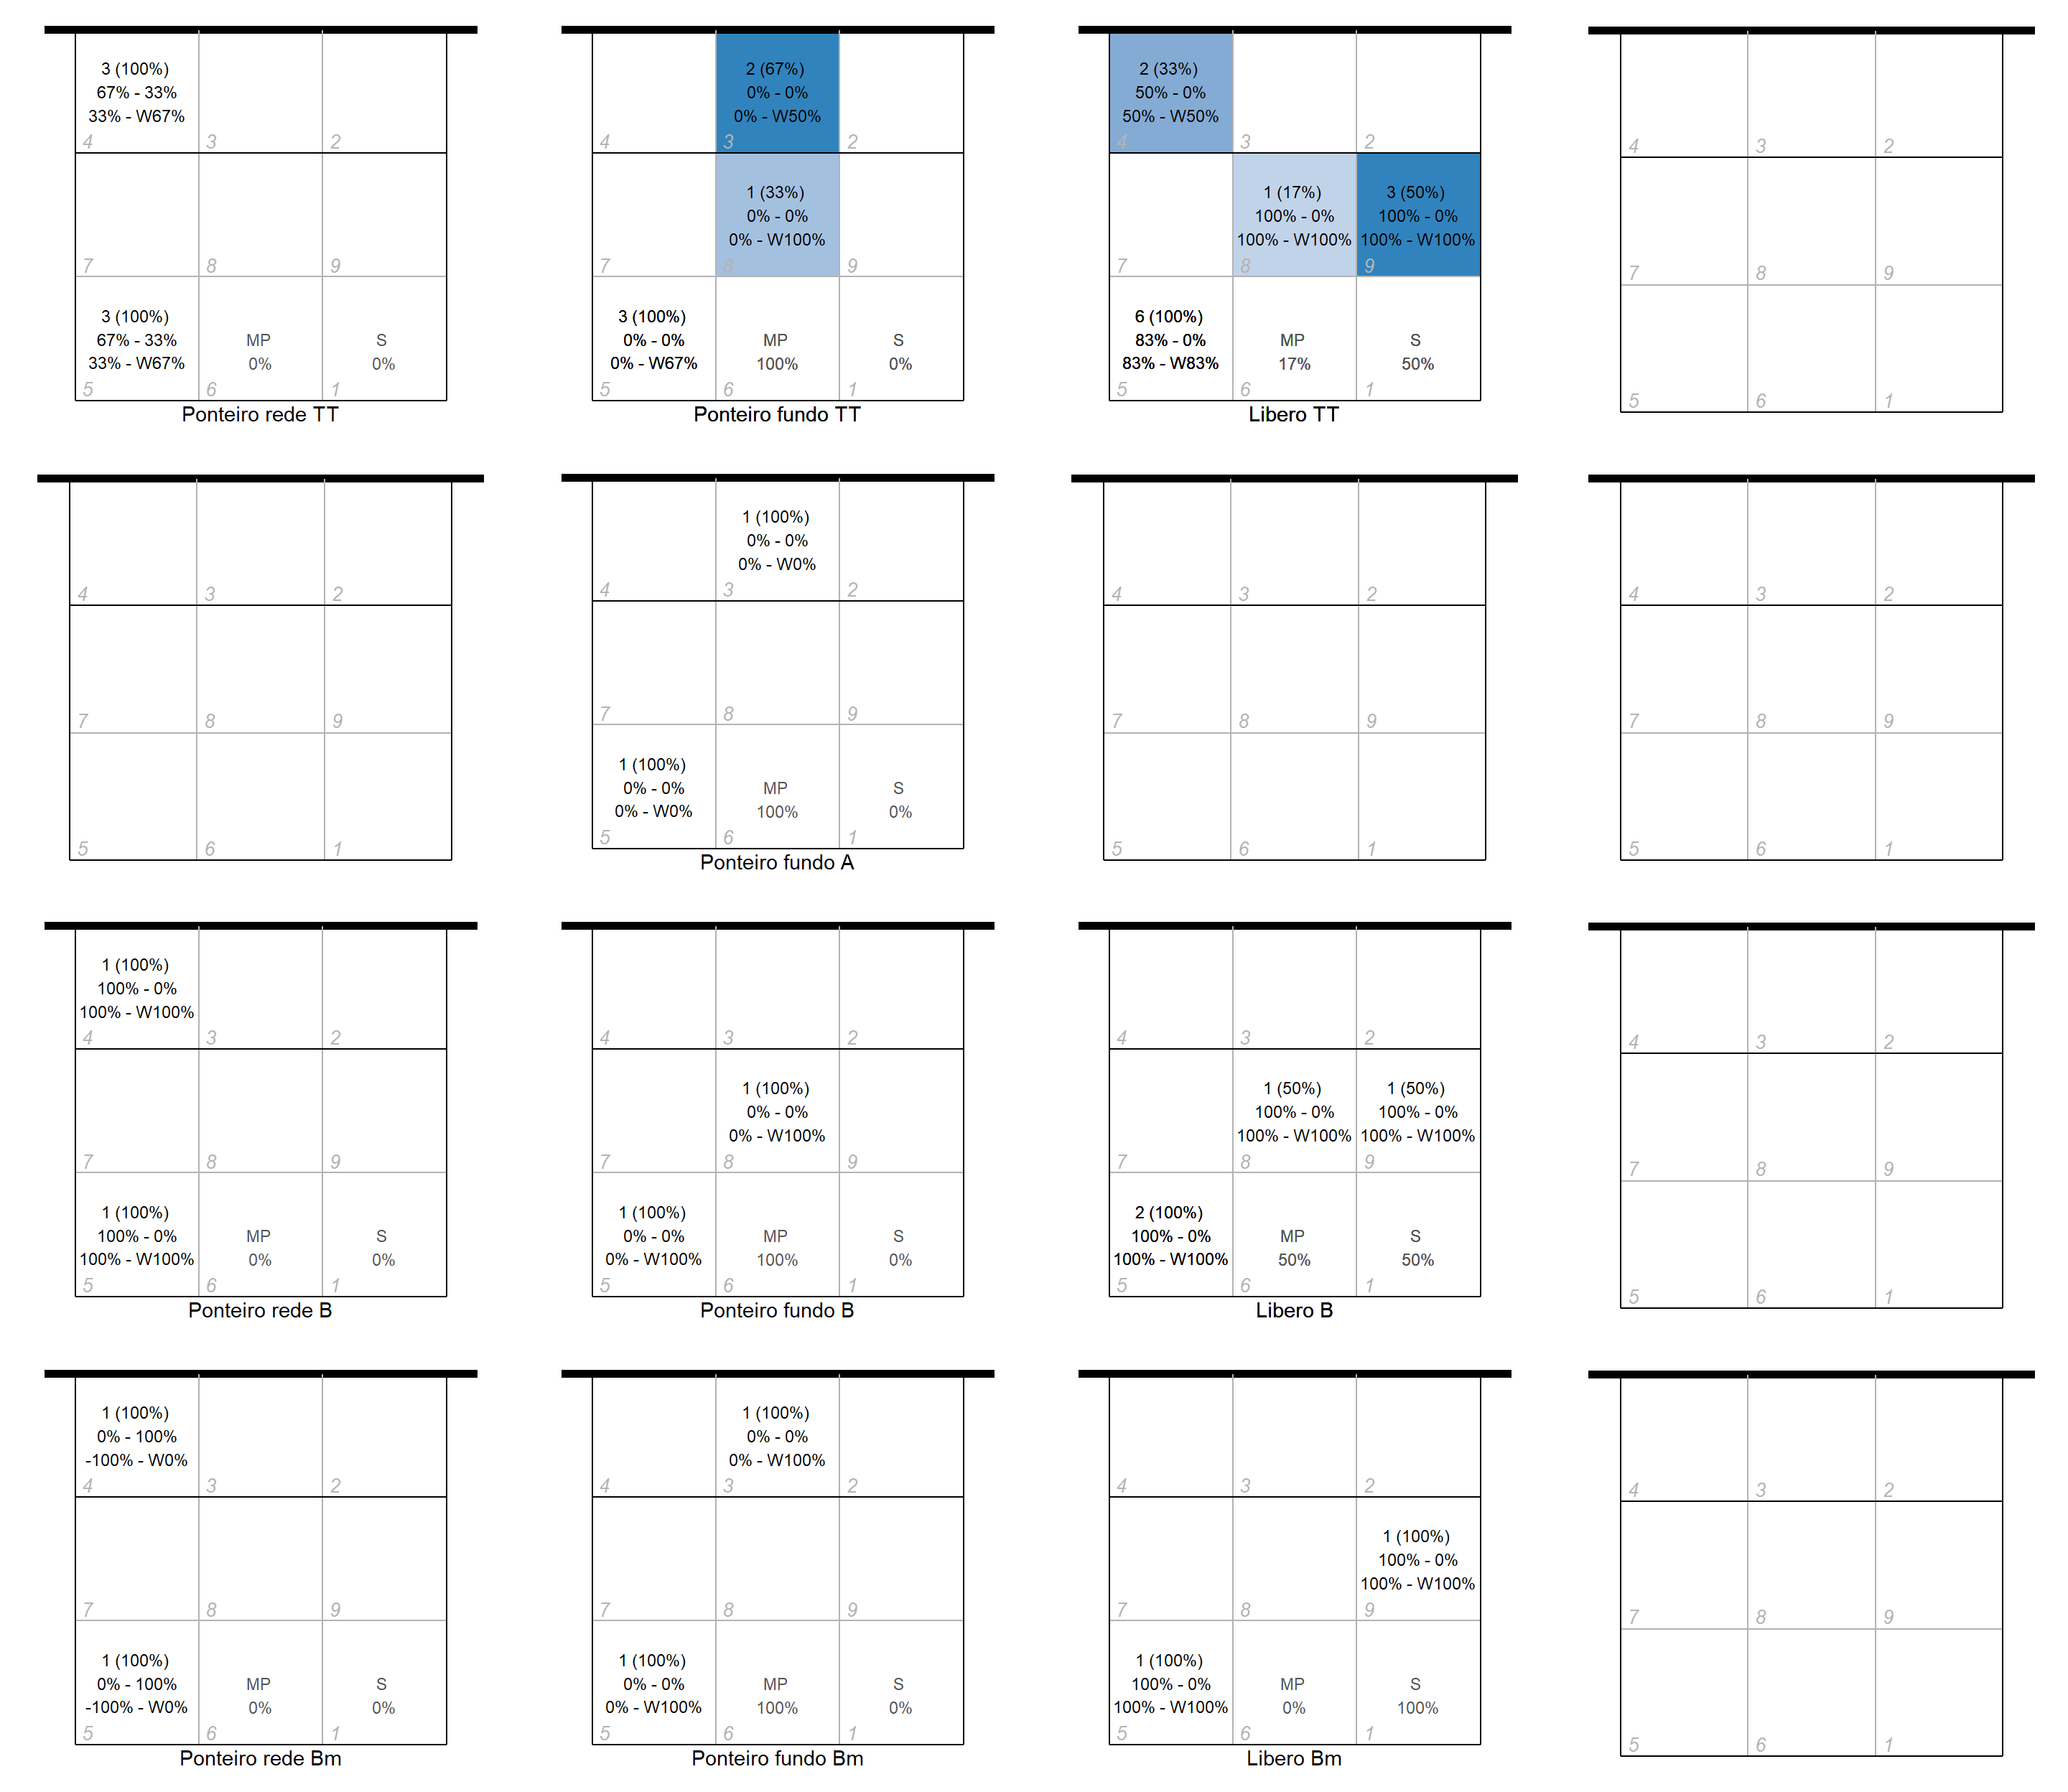 3 (100%)
67% - 33%
33% - W67%
4 3 2
7 8 9
3 (100%)
67% - 33%
33% - W67%
MP
0%
S
0%
5 6 1
Ponteiro rede TT
2 (67%)
0% - 0%
0% - W50%
4 3 2
1 (33%)
0% - 0%
0% - W100%
7 8 9
3 (100%)
0% - 0%
0% - W67%
MP
100%
S
0%
5 6 1
Ponteiro fundo TT
2 (33%)
50% - 0%
50% - W50%
4 3 2
1 (17%)
100% - 0%
100% - W100%
3 (50%)
100% - 0%
100% - W100%
7 8 9
6 (100%)
83% - 0%
83% - W83%
MP
17%
S
50%
5 6 1
Libero TT
4 3 2
7 8 9
5 6 1
4 3 2
7 8 9
5 6 1
1 (100%)
0% - 0%
0% - W0%
4 3 2
7 8 9
1 (100%)
0% - 0%
0% - W0%
MP
100%
S
0%
5 6 1
Ponteiro fundo A
4 3 2
7 8 9
5 6 1
4 3 2
7 8 9
5 6 1
1 (100%)
100% - 0%
100% - W100%
4 3 2
7 8 9
1 (100%)
100% - 0%
100% - W100%
MP
0%
S
0%
5 6 1
Ponteiro rede B
4 3 2
1 (100%)
0% - 0%
0% - W100%
7 8 9
1 (100%)
0% - 0%
0% - W100%
MP
100%
S
0%
5 6 1
Ponteiro fundo B
4 3 2
1 (50%)
100% - 0%
100% - W100%
1 (50%)
100% - 0%
100% - W100%
7 8 9
2 (100%)
100% - 0%
100% - W100%
MP
50%
S
50%
5 6 1
Libero B
4 3 2
7 8 9
5 6 1
1 (100%)
0% - 100%
-100% - W0%
4 3 2
7 8 9
1 (100%)
0% - 100%
-100% - W0%
MP
0%
S
0%
5 6 1
Ponteiro rede Bm
1 (100%)
0% - 0%
0% - W100%
4 3 2
7 8 9
1 (100%)
0% - 0%
0% - W100%
MP
100%
S
0%
5 6 1
Ponteiro fundo Bm
4 3 2
1 (100%)
100% - 0%
100% - W100%
7 8 9
1 (100%)
100% - 0%
100% - W100%
MP
0%
S
100%
5 6 1
Libero Bm
4 3 2
7 8 9
5 6 1